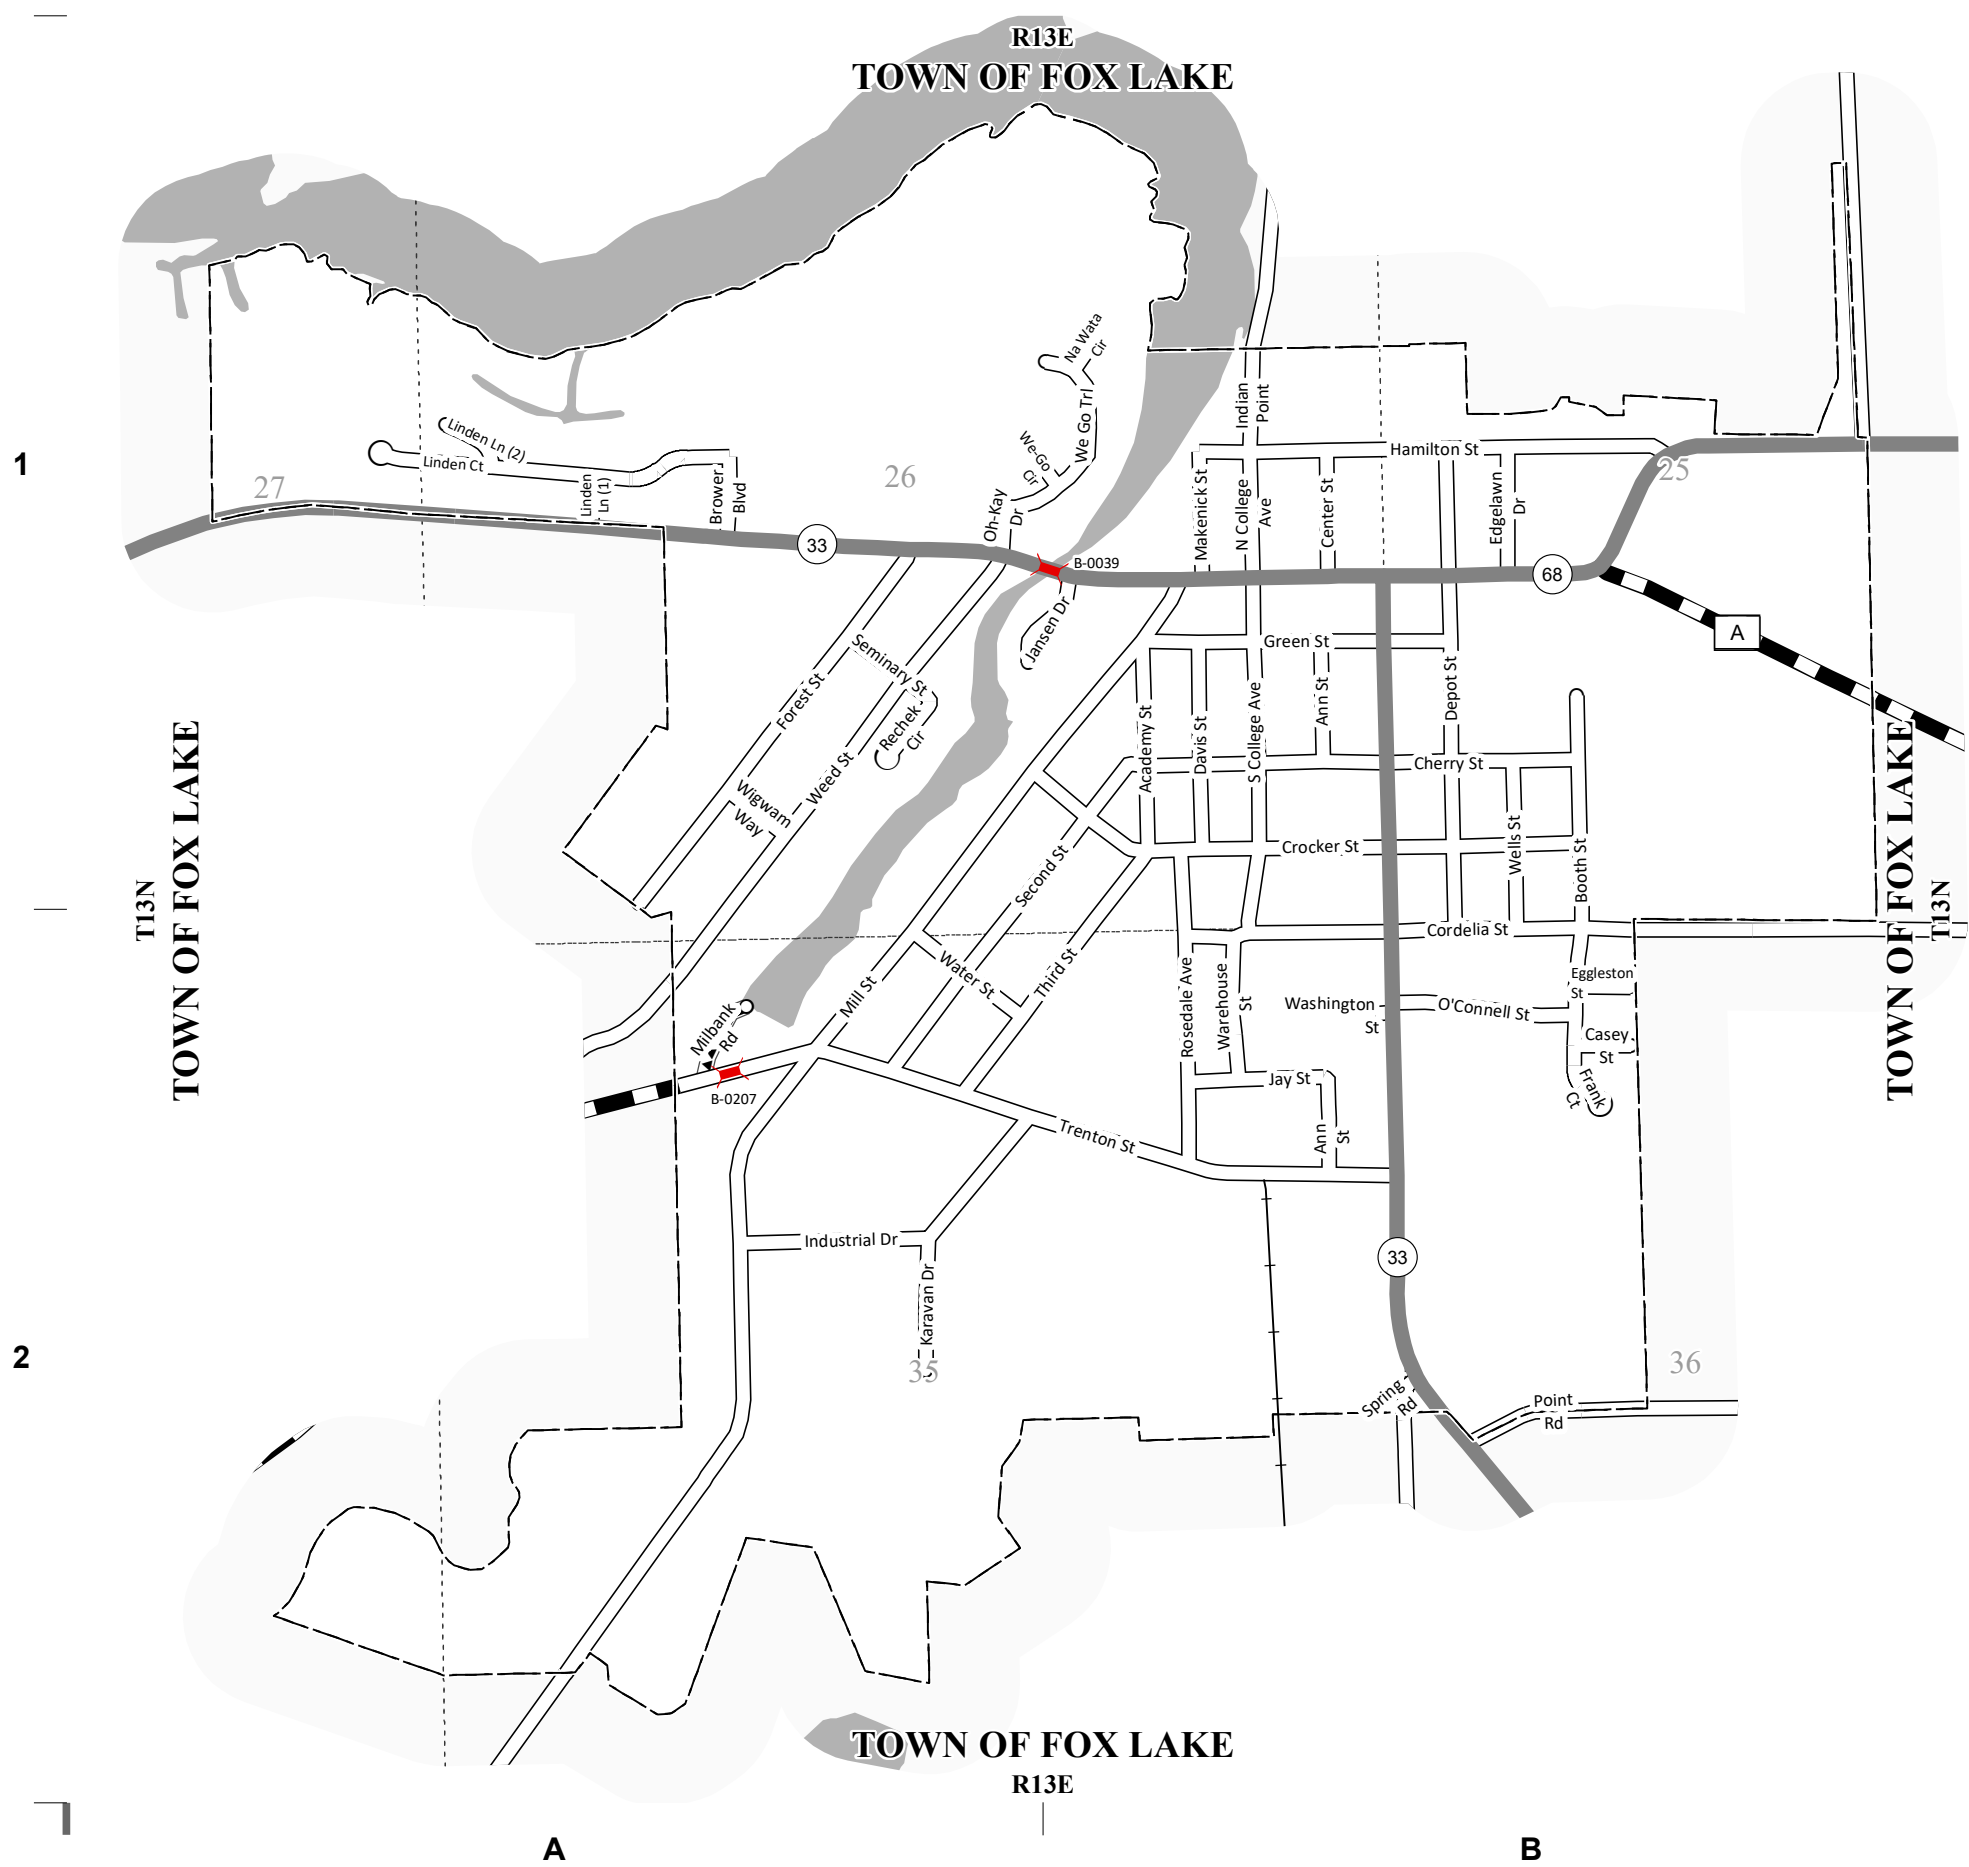 R13E
TOWN OF FOX LAKE
Na Wata
Cir
Indian
Point
We Go Trl
Linden Ln (2)
Linden Ct
We-Go
Cir
Hamilton St
1
27
26
25
Linden
Ln (1)
Brower
Blvd
Oh-Kay
Dr
Makenick St
N College
Ave
Center St
Edgelawn
Dr
33
B-0039
68
Jansen Dr
A
Green St
Seminary St
Forest St
Rechek
Cir
Ann St
Depot St
Academy St
Davis St
S College Ave
Cherry St
Weed St
Wigwam
Way
TOWN OF FOX LAKE
T13N
TOWN OF FOX LAKE
T13N
Second St
Crocker St
Wells St
Booth St
Cordelia St
Water St
Third St
Mill St
Rosedale Ave
Warehouse
St
Eggleston
St
Washington
St
O'Connell St
Casey
St
Milbank
Rd
B-0207
Jay St
Frank
Ct
Trenton St
Ann
St
Industrial Dr
Karavan Dr
33
2
35
36
Spring
Rd
Point
Rd
TOWN OF FOX LAKE
R13E
A
B